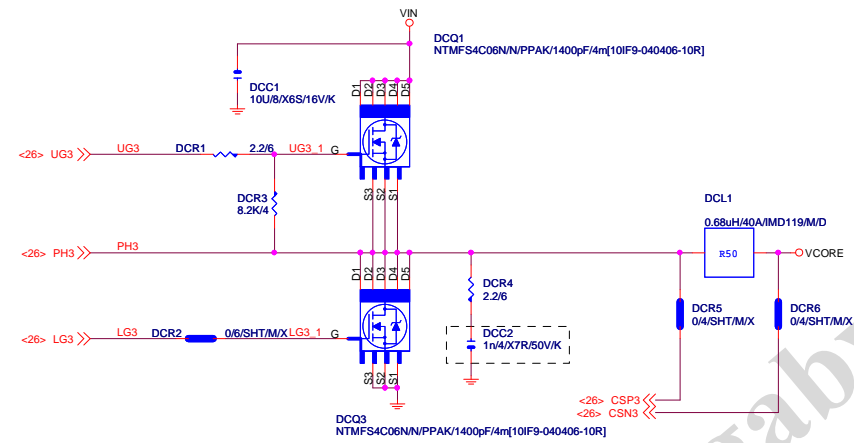 VIN
DCQ1
NTMFS4C06N/N/PPAK/1400pF/4m[10IF9-040406-10R]
DCC1
10U/8/X6S/16V/K
D1
D2
D3
D4
D5
<26> UG3
UG3
DCR1
2.2/6
UG3_1
G
S3
S2
S1
DCR3
8.2K/4
DCL1
0.68uH/40A/IMD119/M/D
R50
VCORE
<26> PH3
PH3
D1
D2
D3
D4
D5
DCR4
2.2/6
DCC2
1n/4/X7R/50V/K
DCR5
0/4/SHT/M/X
DCR6
0/4/SHT/M/X
<26> LG3
LG3
DCR2
0/6/SHT/M/X
LG3_1
G
S3
S2
S1
<26> CSP3
<26> CSN3
DCQ3
NTMFS4C06N/N/PPAK/1400pF/4m[10IF9-040406-10R]